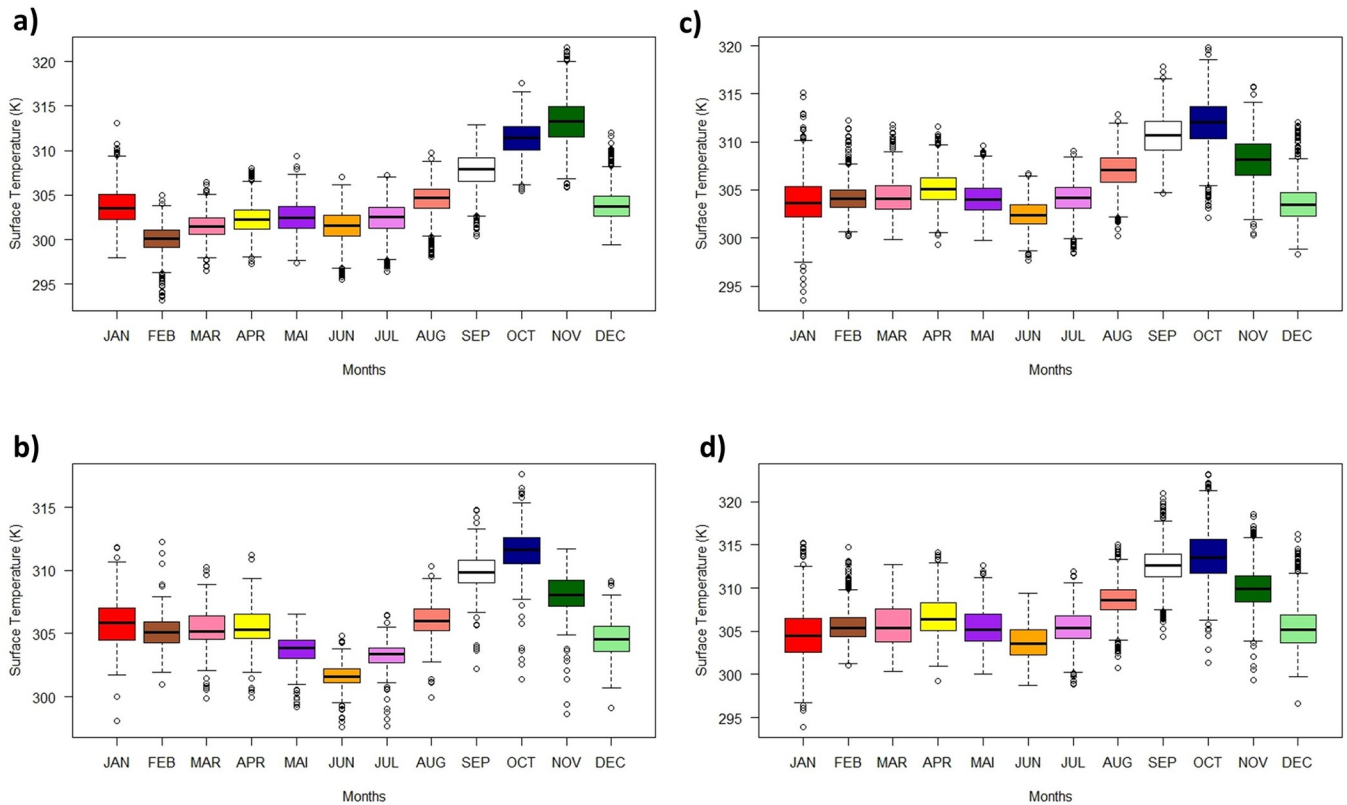 a)
Surface Temperature (K)
320
315
310
305
300
295
JAN FEB MAR APR MAI JUN JUL AUG SEP OCT NOV DEC
Months
c)
Surface Temperature (K)
320
315
310
305
300
295
JAN FEB MAR APR MAI JUN JUL AUG SEP OCT NOV DEC
Months
b)
Surface Temperature (K)
315
310
305
300
JAN FEB MAR APR MAI JUN JUL AUG SEP OCT NOV DEC
Months
d)
Surface Temperature (K)
320
315
310
305
300
295
JAN FEB MAR APR MAI JUN JUL AUG SEP OCT NOV DEC
Months